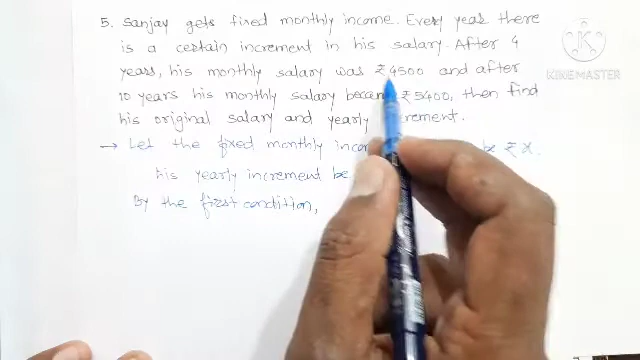 5. Sanjay gets fixed monthly income. Every year there
is a certain increment in his salary. After 4
years, his monthly salary was ₹4500 and after
10 years his monthly salary became ₹5400, then find
his original salary and yearly increment.
→ Let the fixed monthly be ₹x.
his yearly increment be
By the first condition,
KINEMASTER